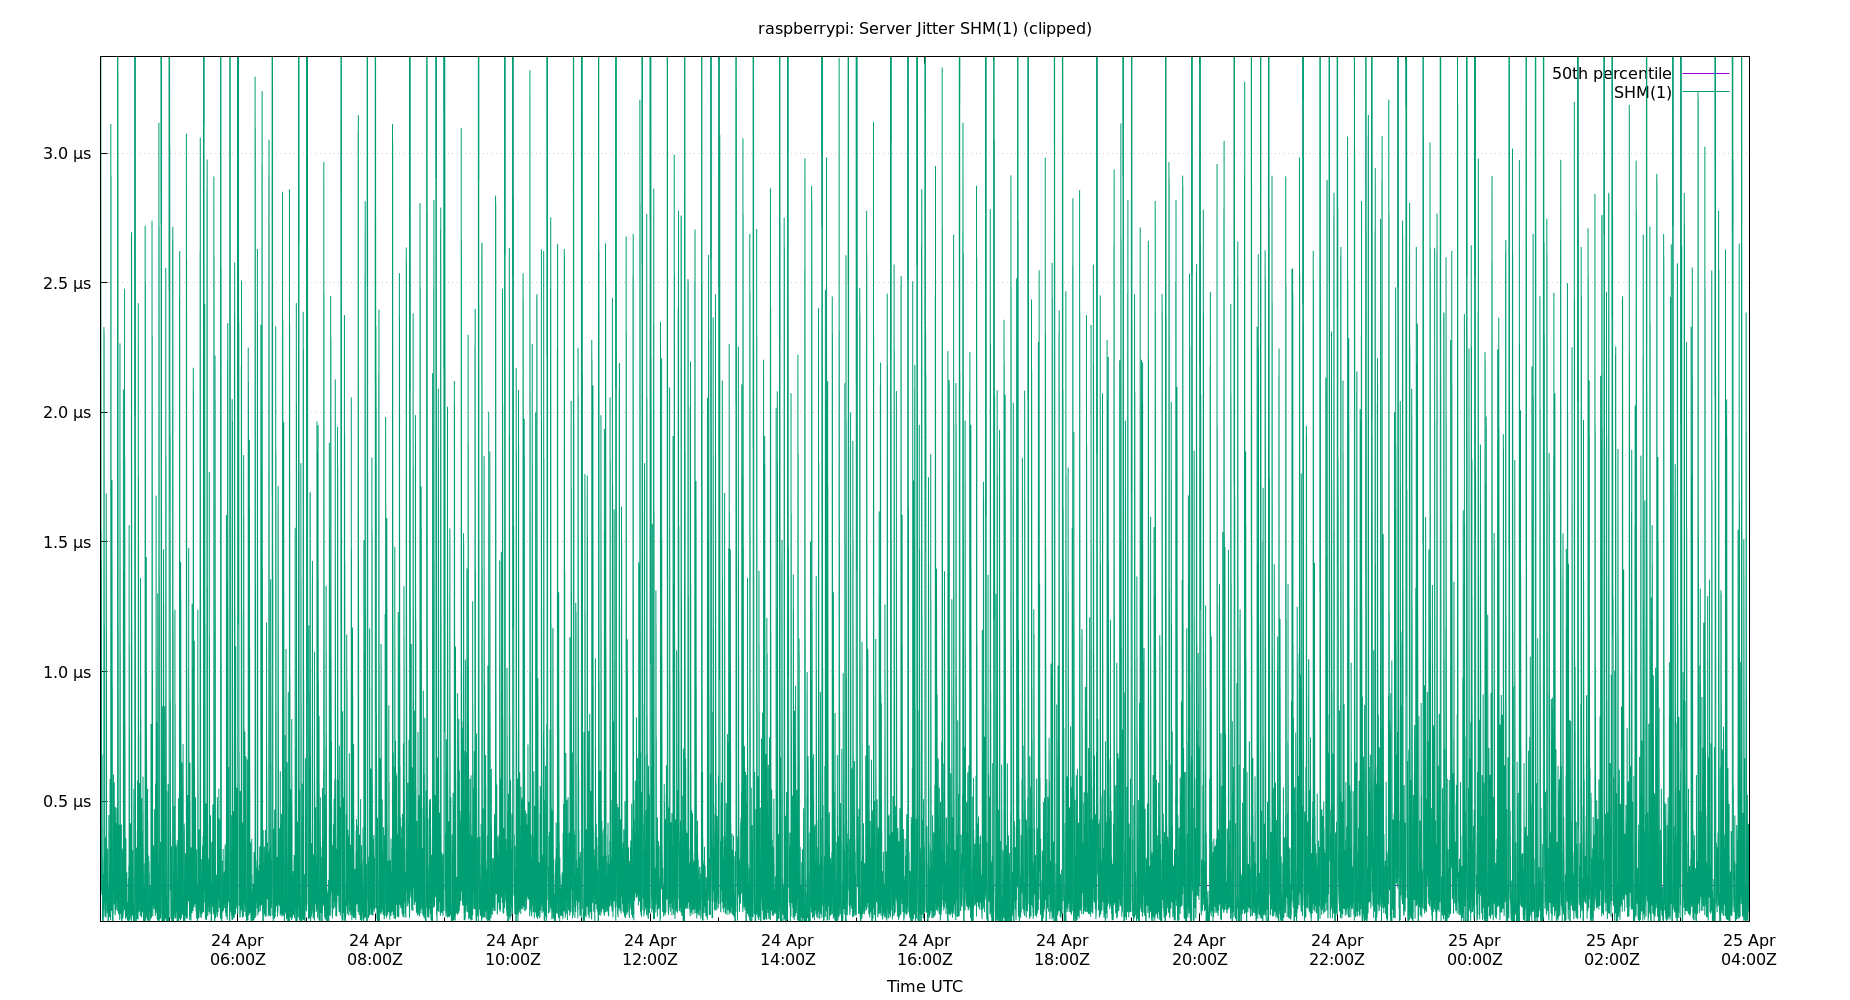 raspberrypi: Server Jitter SHM(1) (clipped)
50th percentile
SHM(1)
3.0 µs
2.5 µs
2.0 µs
1.5 µs
1.0 µs
0.5 µs
24 Apr 24 Apr 24 Apr 24 Apr 24 Apr 24 Apr 24 Apr 24 Apr 24 Apr 25 Apr 25 Apr 25 Apr
06:00Z 08:00Z 10:00Z 12:00Z 14:00Z 16:00Z 18:00Z 20:00Z 22:00Z 00:00Z 02:00Z 04:00Z
Time UTC